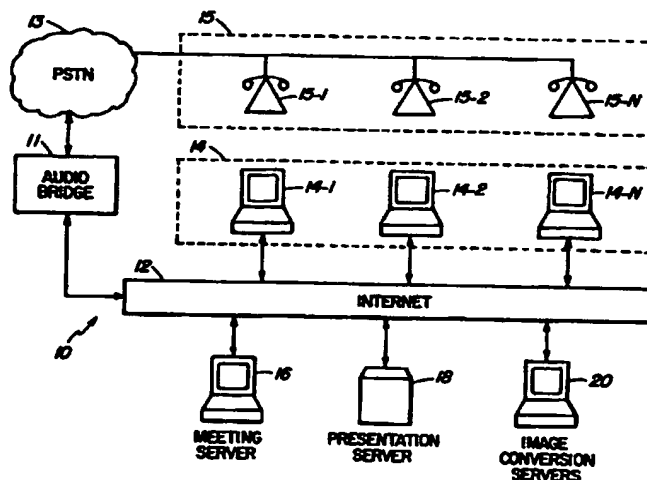 13
PSTN
15
15-1
15-2
15-N
11
AUDIO
BRIDGE
14
14-1
14-2
14-N
12
INTERNET
10
16
18
20
MEETING
SERVER
PRESENTATION
SERVER
IMAGE
CONVERSION
SERVERS